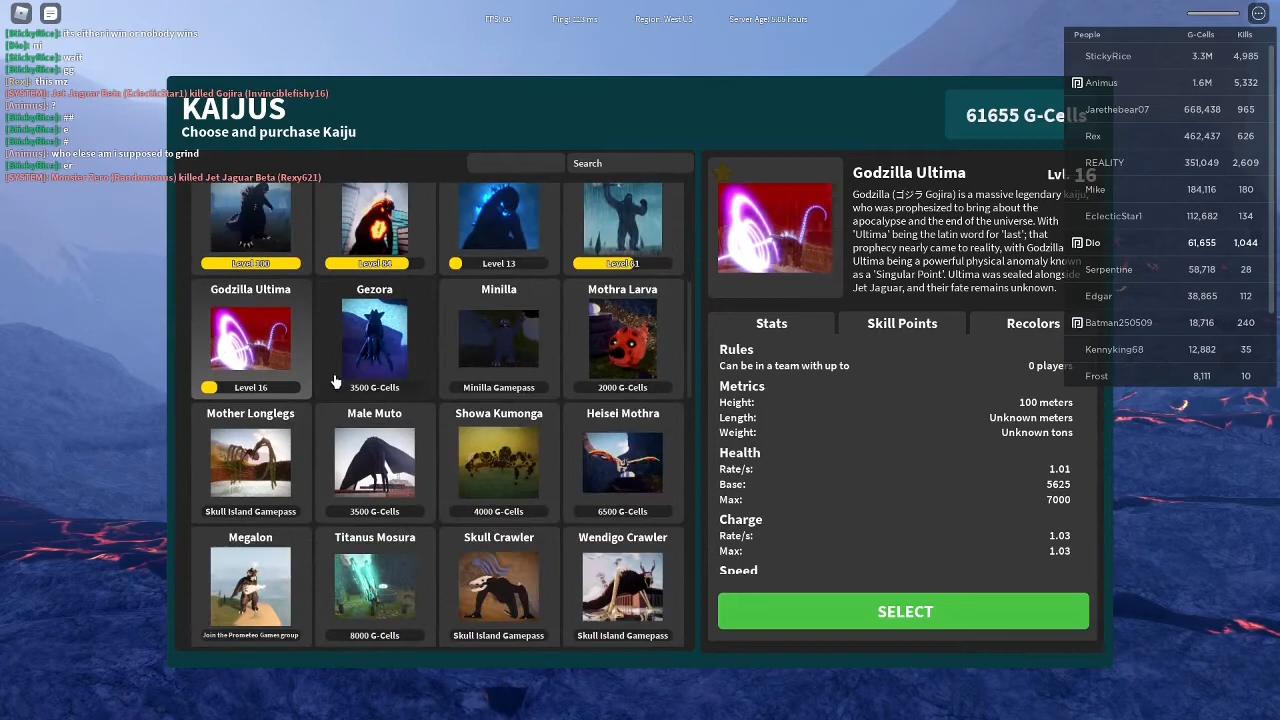 FPS: 60
Region: West US
[StickyRice]: its either i win or nobody wins
[Dio]: ni
[StickyRice]: wait
[StickyRice]: gg
[Rex]: this mz
[SYSTEM]: Jet Jaguar Beta (EclecticStar1) killed Gojira (Invinciblefishy16)
[Animus]: ?
[StickyRice]: ##
[StickyRice]: e
[StickyRice]: #
[Animus]: who elese am i supposed to grind
[StickyRice]: er
[SYSTEM]: Monster Zero (Randomonus) killed Jet Jaguar Beta (Rexy621)
KAIJUS
Choose and purchase Kaiju
61655 G-Cells
Search
Level 100
Level 84
Level 13
Level 61
Godzilla Ultima
Level 16
Gezora
3500 G-Cells
Minilla
Minilla Gamepass
Mothra Larva
2000 G-Cells
Mother Longlegs
Skull Island Gamepass
Male Muto
3500 G-Cells
Showa Kumonga
4000 G-Cells
Heisei Mothra
6500 G-Cells
Megalon
Join the Prometeo Games group
Titanus Mosura
8000 G-Cells
Skull Crawler
Skull Island Gamepass
Wendigo Crawler
Skull Island Gamepass
Godzilla Ultima
Lvl. 16
Godzilla (ゴジラ Gojira) is a massive legendary kaiju,
who was prophesized to bring about the
apocalypse and the end of the universe. With
'Ultima' being the latin word for 'last'; that
prophecy nearly came to reality, with Godzilla
Ultima being a powerful physical anomaly known
as a 'Singular Point'. Ultima was sealed alongside
Jet Jaguar, and their fate remains unknown.
Stats
Skill Points
Recolors
Rules
Can be in a team with up to 0 players
Metrics
Height: 100 meters
Length: Unknown meters
Weight: Unknown tons
Health
Rate/s: 1.01
Base: 5625
Max: 7000
Charge
Rate/s: 1.03
Max: 1.03
Speed
SELECT
People G-Cells Kills
StickyRice 3.3M 4,985
Animus 1.6M 5,332
Jarethebear07 668,438 965
Rex 462,437 626
REALITY 351,049 2,609
Mike 184,116 180
EclecticStar1 112,682 134
Dio 61,655 1,044
Serpentine 58,718 28
Edgar 38,865 112
Batman250509 18,716 240
Kennyking68 12,882 35
Frost 8,111 10